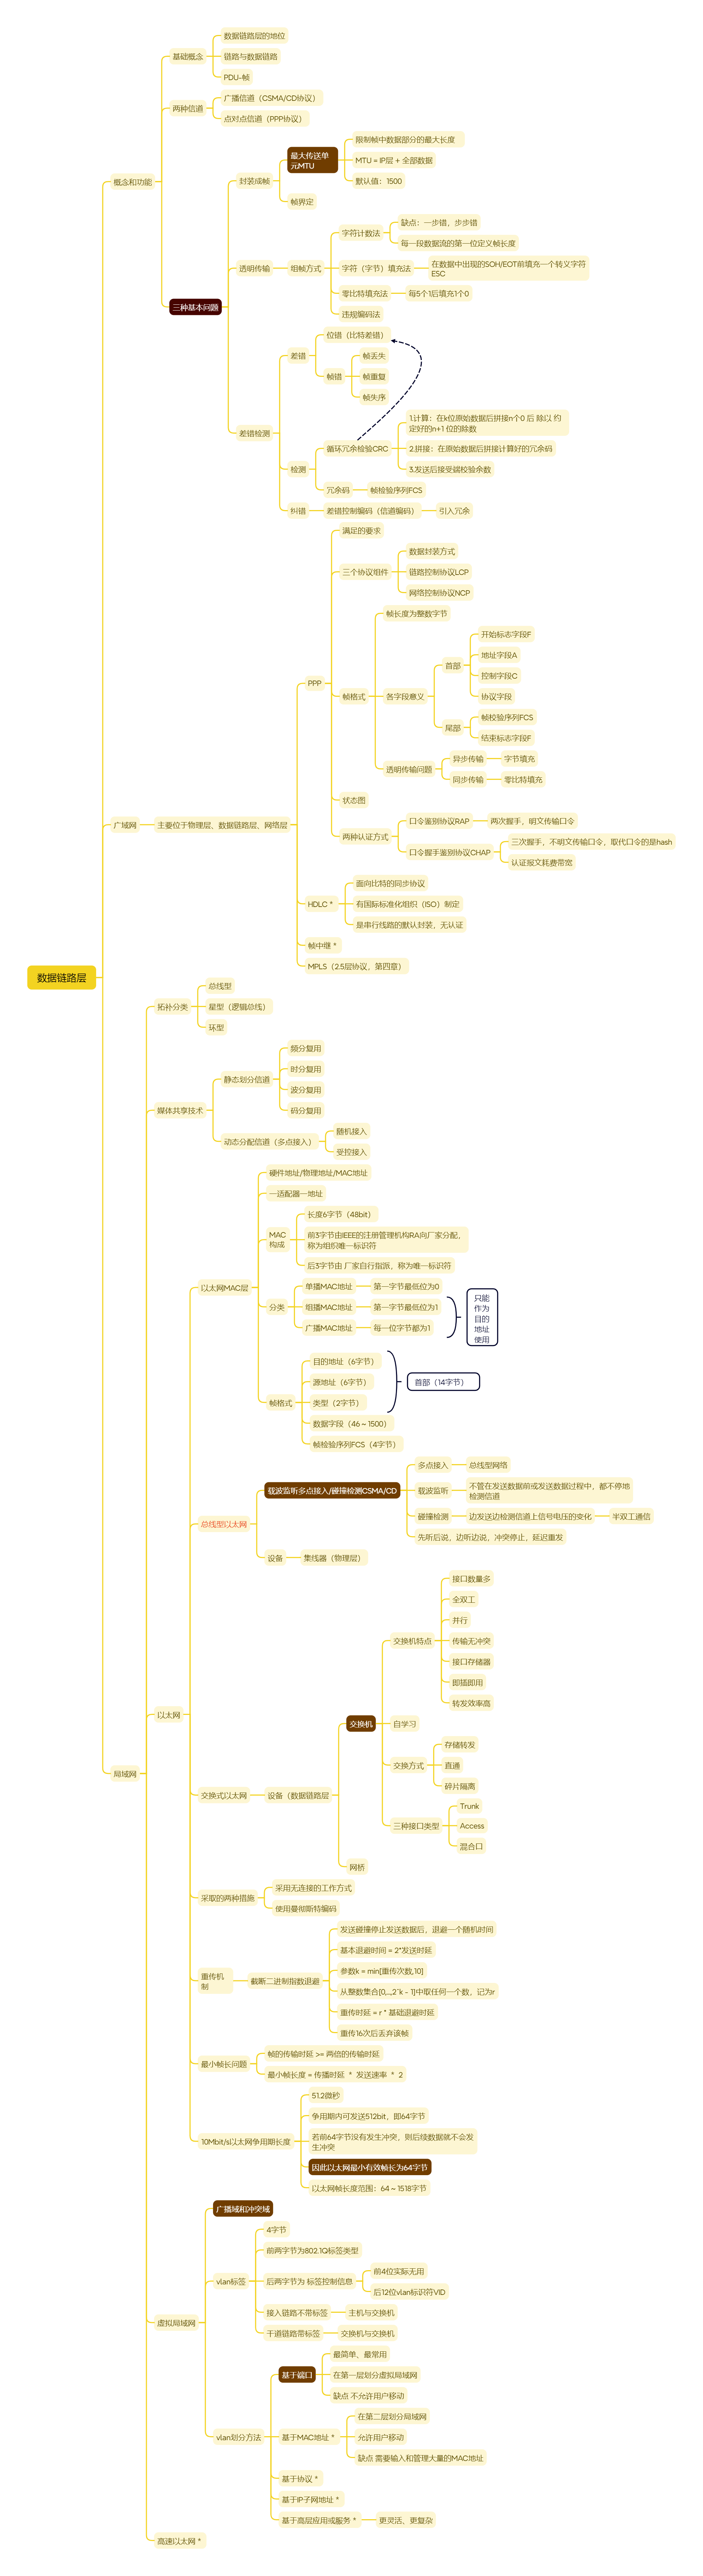 数据链路层
概念和功能
基础概念
数据链路层的地位
链路与数据链路
PDU-帧
两种信道
广播信道（CSMA/CD协议）
点对点信道（PPP协议）
三种基本问题
封装成帧
最大传送单
元MTU
限制帧中数据部分的最大长度
MTU = IP层 + 全部数据
默认值：1500
帧界定
透明传输
组帧方式
字符计数法
缺点：一步错，步步错
每一段数据流的第一位定义帧长度
字符（字节）填充法
在数据中出现的SOH/EOT前填充一个转义字符
ESC
零比特填充法
每5个1后填充1个0
违规编码法
差错检测
差错
位错（比特差错）
帧错
帧丢失
帧重复
帧失序
检测
循环冗余检验CRC
1.计算：在k位原始数据后拼接n个0 后 除以 约
定好的n+1 位的除数
2.拼接：在原始数据后拼接计算好的冗余码
3.发送后接受端校验余数
冗余码
帧检验序列FCS
纠错
差错控制编码（信道编码）
引入冗余
广域网
主要位于物理层、数据链路层、网络层
PPP
满足的要求
三个协议组件
数据封装方式
链路控制协议LCP
网络控制协议NCP
帧格式
帧长度为整数字节
各字段意义
首部
开始标志字段F
地址字段A
控制字段C
协议字段
尾部
帧校验序列FCS
结束标志字段F
透明传输问题
异步传输
字节填充
同步传输
零比特填充
状态图
两种认证方式
口令鉴别协议RAP
两次握手，明文传输口令
口令握手鉴别协议CHAP
三次握手，不明文传输口令，取代口令的是hash
认证报文耗费带宽
HDLC *
面向比特的同步协议
有国际标准化组织（ISO）制定
是串行线路的默认封装，无认证
帧中继 *
MPLS（2.5层协议，第四章）
局域网
拓补分类
总线型
星型（逻辑总线）
环型
媒体共享技术
静态划分信道
频分复用
时分复用
波分复用
码分复用
动态分配信道（多点接入）
随机接入
受控接入
以太网
以太网MAC层
硬件地址/物理地址/MAC地址
一适配器一地址
MAC
构成
长度6字节（48bit）
前3字节由IEEE的注册管理机构RA向厂家分配，
称为组织唯一标识符
后3字节由 厂家自行指派，称为唯一标识符
分类
单播MAC地址
第一字节最低位为0
组播MAC地址
第一字节最低位为1
广播MAC地址
每一位字节都为1
只能
作为
目的
地址
使用
帧格式
目的地址（6字节）
源地址（6字节）
类型（2字节）
首部（14字节）
数据字段（46 ~ 1500）
帧检验序列FCS（4字节）
总线型以太网
载波监听多点接入/碰撞检测CSMA/CD
多点接入
总线型网络
载波监听
不管在发送数据前或发送数据过程中，都不停地
检测信道
碰撞检测
边发送边检测信道上信号电压的变化
半双工通信
先听后说，边听边说，冲突停止，延迟重发
设备
集线器（物理层）
交换式以太网
设备（数据链路层
交换机
交换机特点
接口数量多
全双工
并行
传输无冲突
接口存储器
即插即用
转发效率高
自学习
交换方式
存储转发
直通
碎片隔离
三种接口类型
Trunk
Access
混合口
网桥
采取的两种措施
采用无连接的工作方式
使用曼彻斯特编码
重传机
制
截断二进制指数退避
发送碰撞停止发送数据后，退避一个随机时间
基本退避时间 = 2*发送时延
参数k = min[重传次数,10]
从整数集合[0,...,2^k - 1]中取任何一个数，记为r
重传时延 = r * 基础退避时延
重传16次后丢弃该帧
最小帧长问题
帧的传输时延 >= 两倍的传输时延
最小帧长度 = 传播时延 * 发送速率 * 2
10Mbit/s以太网争用期长度
51.2微秒
争用期内可发送512bit，即64字节
若前64字节没有发生冲突，则后续数据就不会发
生冲突
因此以太网最小有效帧长为64字节
以太网帧长度范围：64 ~ 1518字节
虚拟局域网
广播域和冲突域
vlan标签
4字节
前两字节为802.1Q标签类型
后两字节为 标签控制信息
前4位实际无用
后12位vlan标识符VID
接入链路不带标签
主机与交换机
干道链路带标签
交换机与交换机
vlan划分方法
基于端口
最简单、最常用
在第一层划分虚拟局域网
缺点 不允许用户移动
基于MAC地址 *
在第二层划分局域网
允许用户移动
缺点 需要输入和管理大量的MAC地址
基于协议 *
基于IP子网地址 *
基于高层应用或服务 *
更灵活、更复杂
高速以太网 *